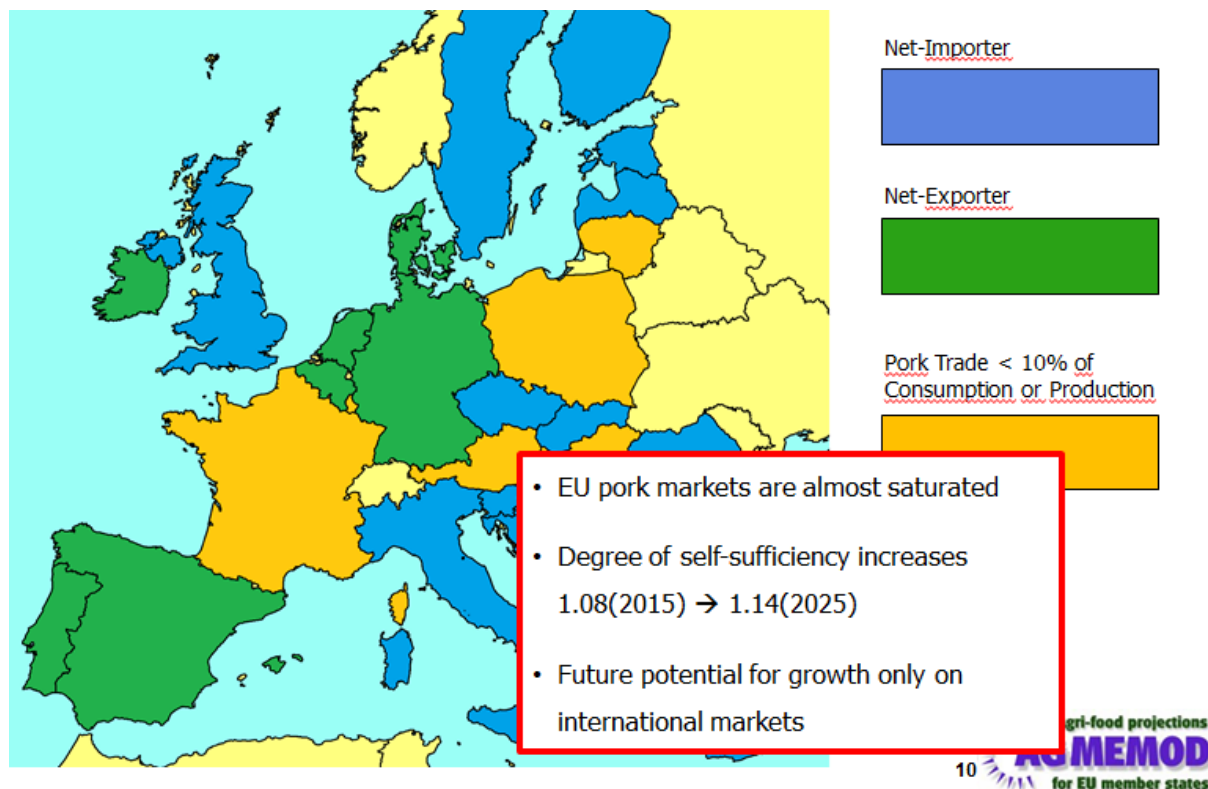 Net-Importer
Net-Exporter
Pork Trade < 10% of
Consumption or Production
• EU pork markets are almost saturated
• Degree of self-sufficiency increases
1.08(2015) → 1.14(2025)
• Future potential for growth only on
international markets
gri-food projections
AGMEMOD
for EU member states
10